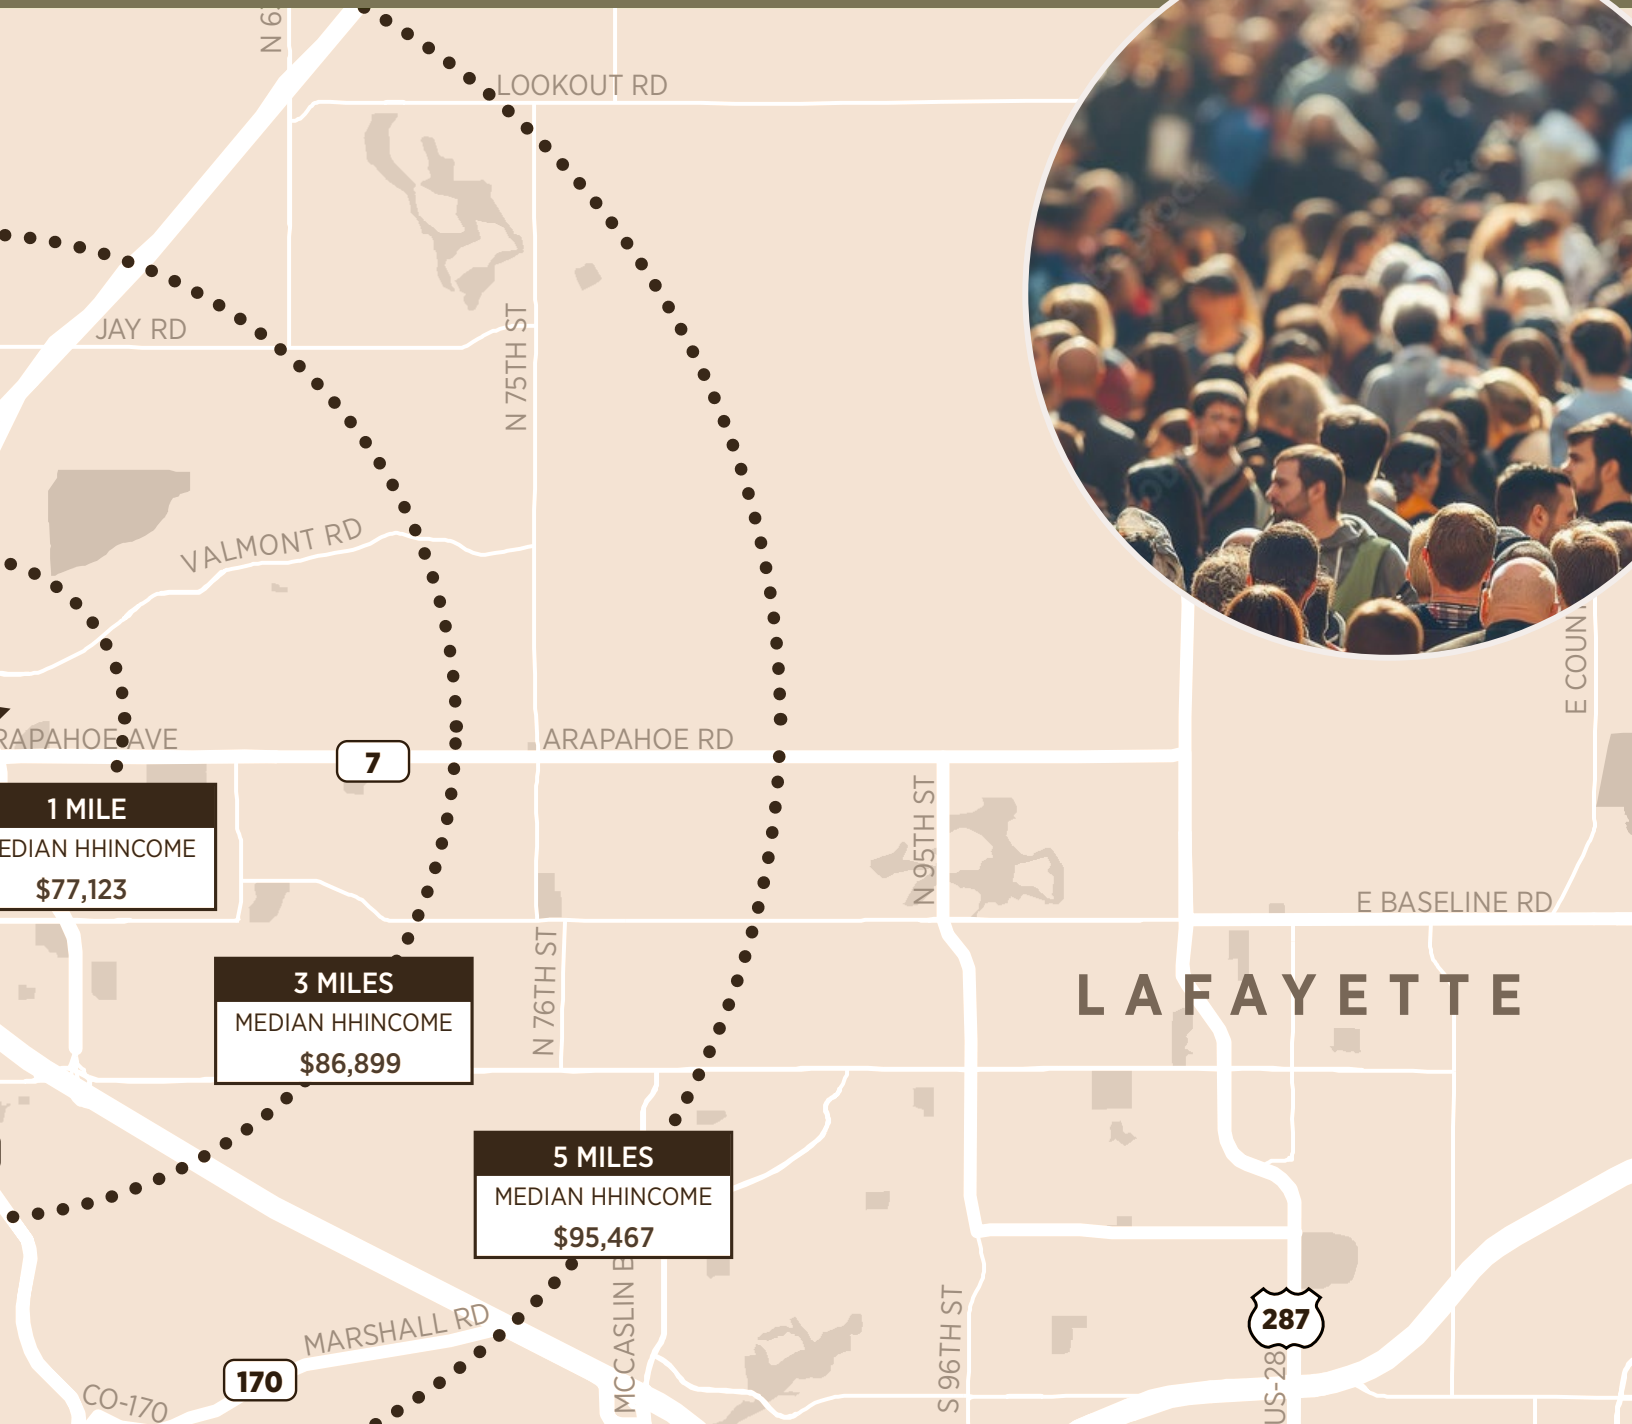 N 6
LOOKOUT RD
JAY RD
N 75TH ST
VALMONT RD
E COUN
RAPAHOE AVE
7
ARAPAHOE RD
1 MILE
EDIAN HHINCOME
$77,123
N 95TH ST
E BASELINE RD
3 MILES
MEDIAN HHINCOME
$86,899
N 76TH ST
LAFAYETTE
5 MILES
MEDIAN HHINCOME
$95,467
MCCASLIN B
S 96TH ST
287
US-28
MARSHALL RD
170
CO-170